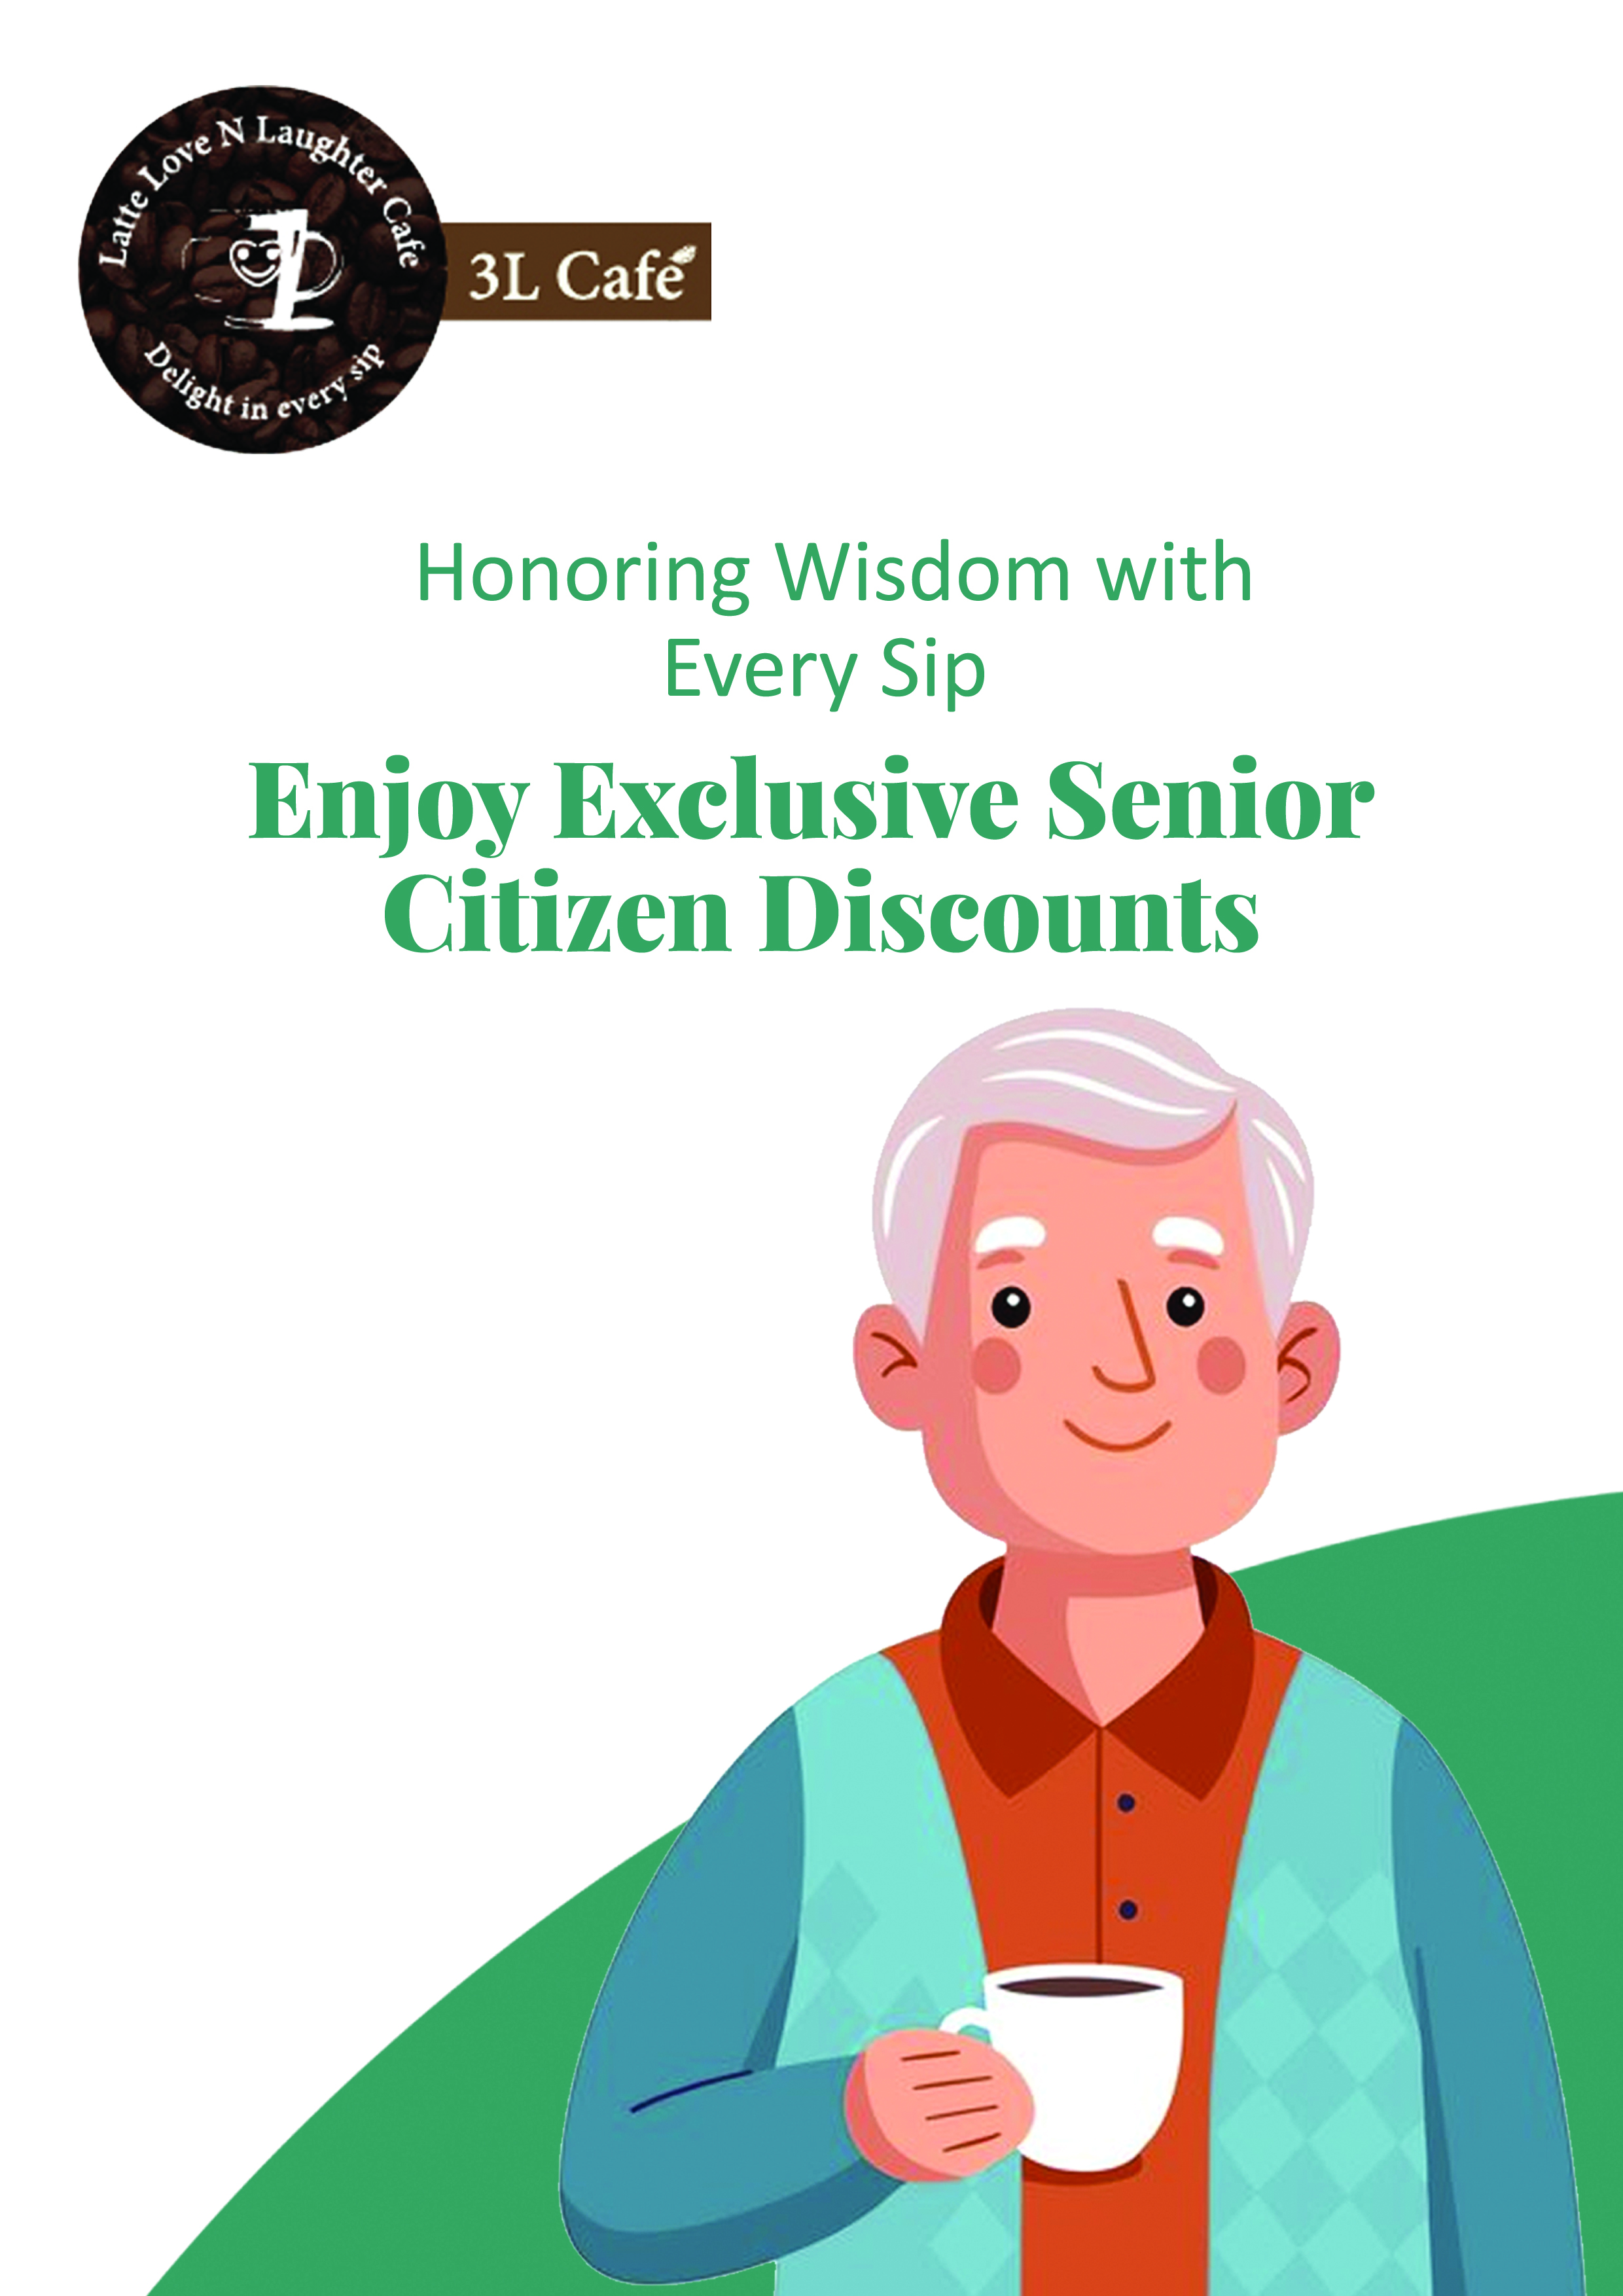 Latte Love N Laughter Cafe
Delight in every sip
3L Café
Honoring Wisdom with
Every Sip
Enjoy Exclusive Senior
Citizen Discounts